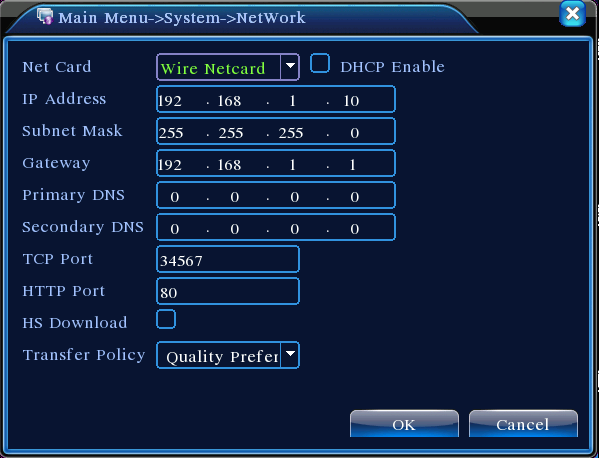 Main Menu->System->NetWork
Net Card Wire Netcard DHCP Enable
IP Address 192 . 168 . 1 . 10
Subnet Mask 255 . 255 . 255 . 0
Gateway 192 . 168 . 1 . 1
Primary DNS 0 . 0 . 0 . 0
Secondary DNS 0 . 0 . 0 . 0
TCP Port 34567
HTTP Port 80
HS Download
Transfer Policy Quality Prefer
OK Cancel